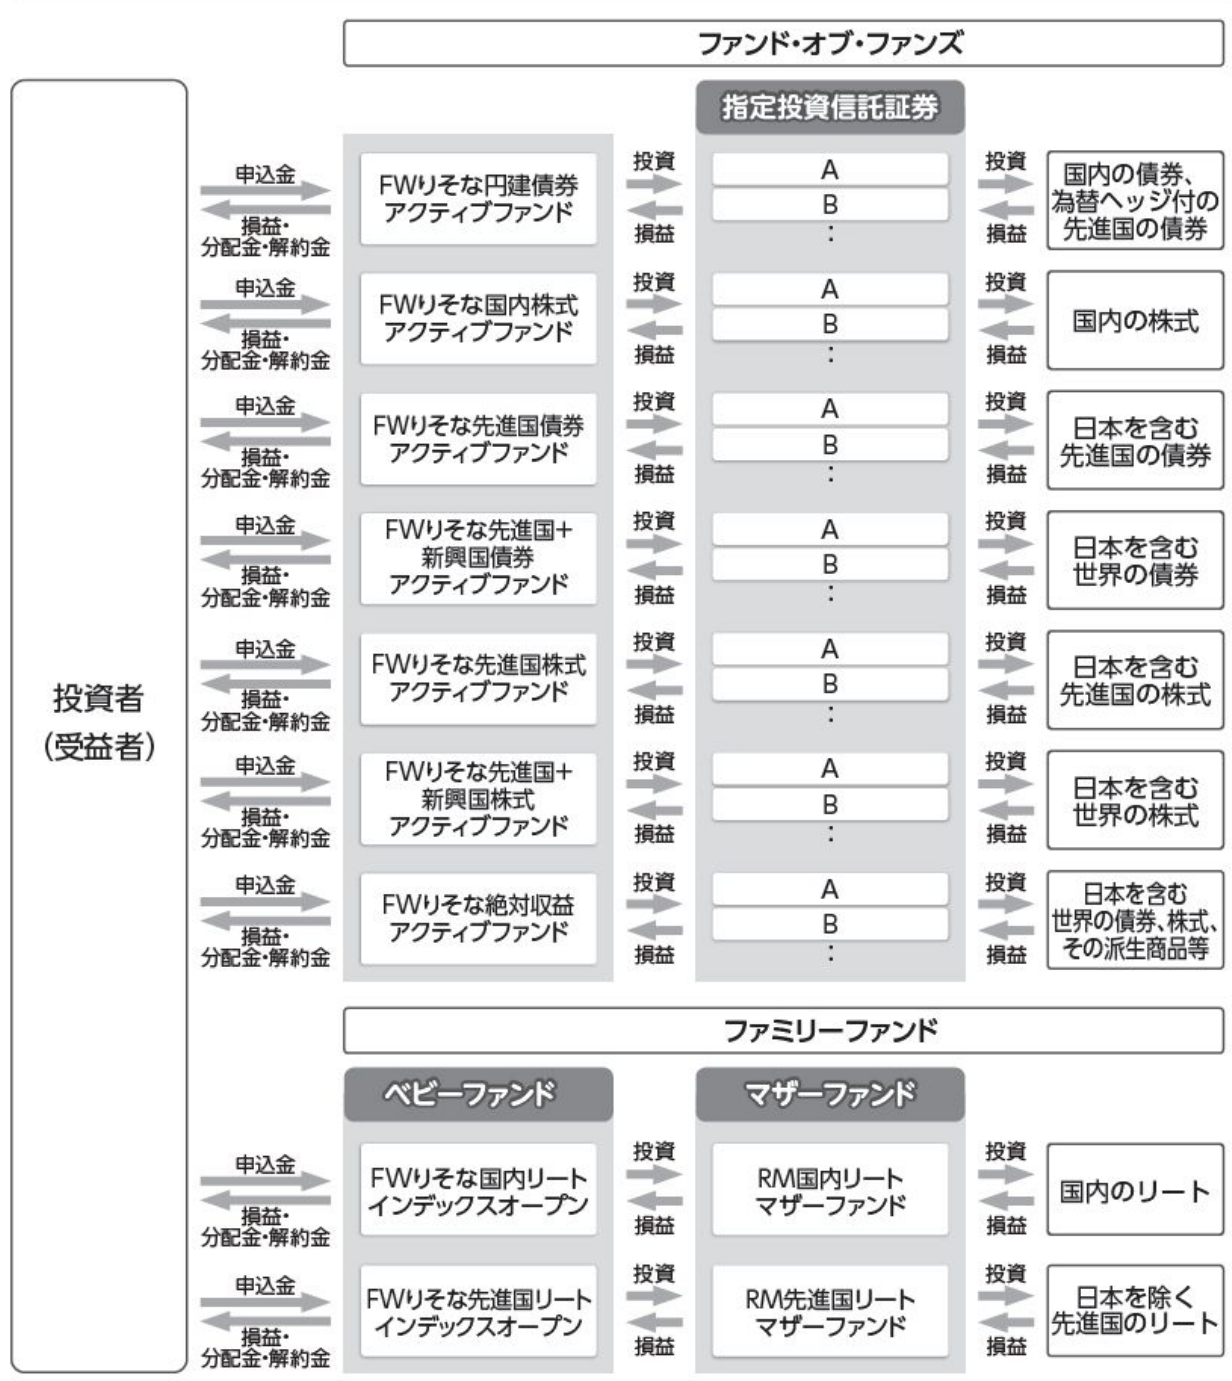 ファンド・オブ・ファンズ
指定投資信託証券
投資者
（受益者）
申込金
損益・
分配金・解約金
FWりそな円建債券
アクティブファンド
投資
損益
A
B
：
投資
損益
国内の債券、
為替ヘッジ付の
先進国の債券
申込金
損益・
分配金・解約金
FWりそな国内株式
アクティブファンド
投資
損益
A
B
：
投資
損益
国内の株式
申込金
損益・
分配金・解約金
FWりそな先進国債券
アクティブファンド
投資
損益
A
B
：
投資
損益
日本を含む
先進国の債券
申込金
損益・
分配金・解約金
FWりそな先進国＋
新興国債券
アクティブファンド
投資
損益
A
B
：
投資
損益
日本を含む
世界の債券
申込金
損益・
分配金・解約金
FWりそな先進国株式
アクティブファンド
投資
損益
A
B
：
投資
損益
日本を含む
先進国の株式
申込金
損益・
分配金・解約金
FWりそな先進国＋
新興国株式
アクティブファンド
投資
損益
A
B
：
投資
損益
日本を含む
世界の株式
申込金
損益・
分配金・解約金
FWりそな絶対収益
アクティブファンド
投資
損益
A
B
：
投資
損益
日本を含む
世界の債券、株式、
その派生商品等
ファミリーファンド
ベビーファンド
マザーファンド
申込金
損益・
分配金・解約金
FWりそな国内リート
インデックスオープン
投資
損益
RM国内リート
マザーファンド
投資
損益
国内のリート
申込金
損益・
分配金・解約金
FWりそな先進国リート
インデックスオープン
投資
損益
RM先進国リート
マザーファンド
投資
損益
日本を除く
先進国のリート